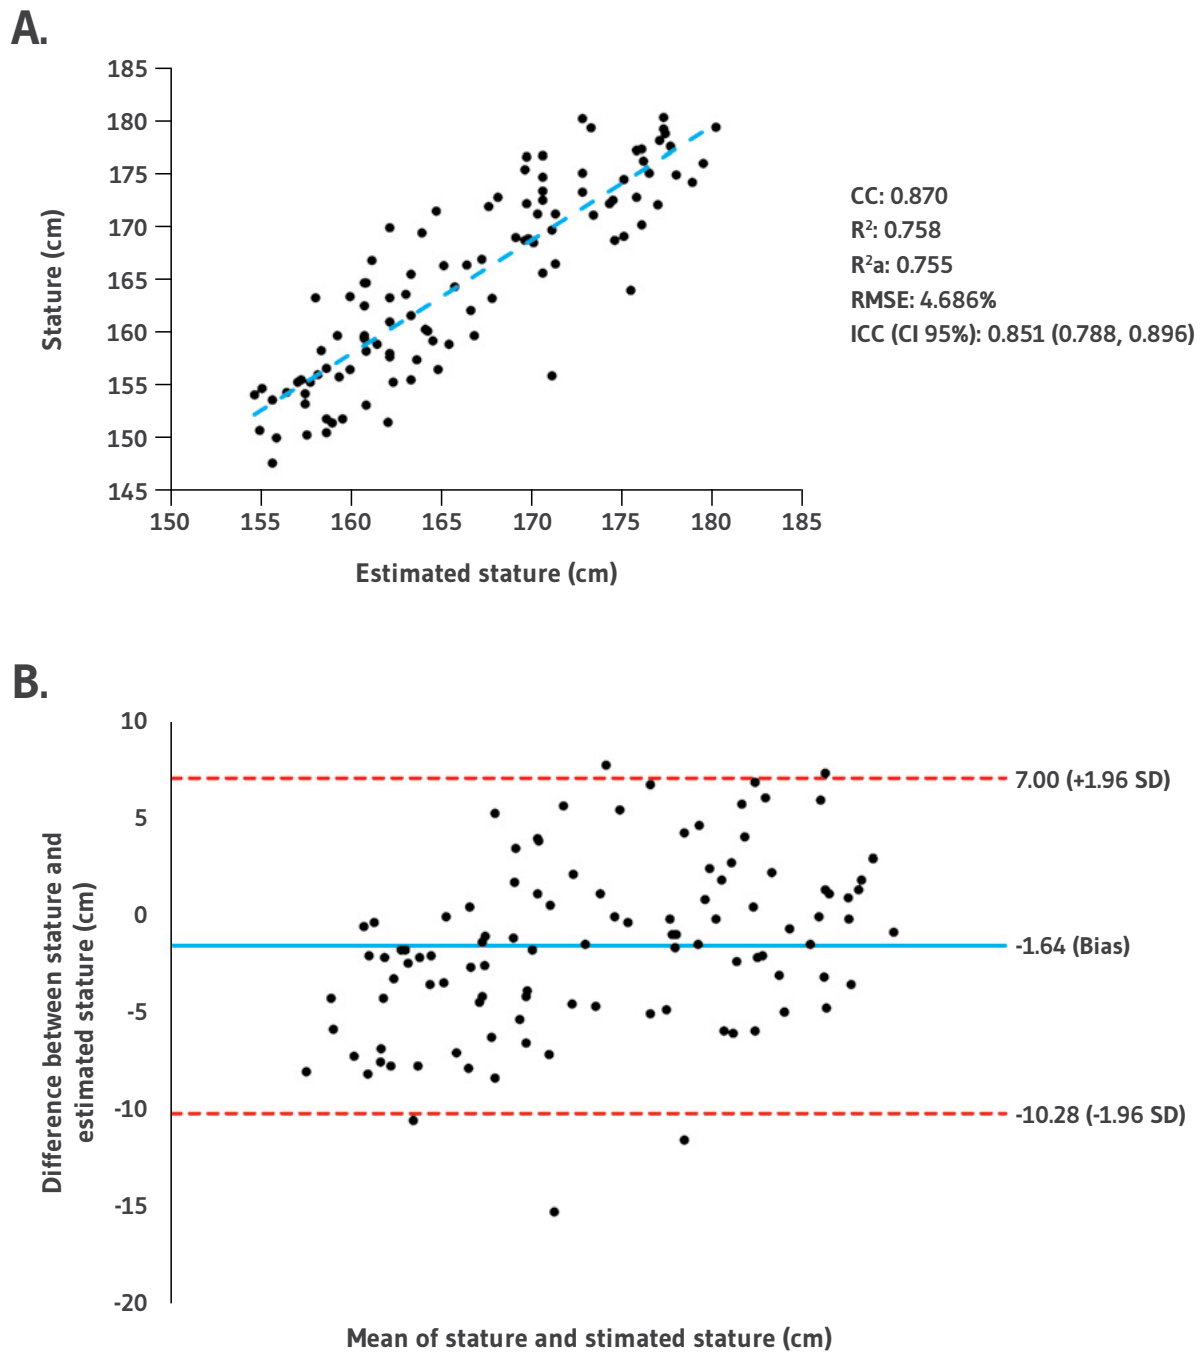 A.
185
180
175
170
165
160
155
150
145
150 155 160 165 170 175 180 185
Stature (cm)
Estimated stature (cm)
CC: 0.870
R²: 0.758
R²a: 0.755
RMSE: 4.686%
ICC (CI 95%): 0.851 (0.788, 0.896)
B.
10
5
0
-5
-10
-15
-20
Difference between stature and
estimated stature (cm)
7.00 (+1.96 SD)
-1.64 (Bias)
-10.28 (-1.96 SD)
Mean of stature and stimated stature (cm)